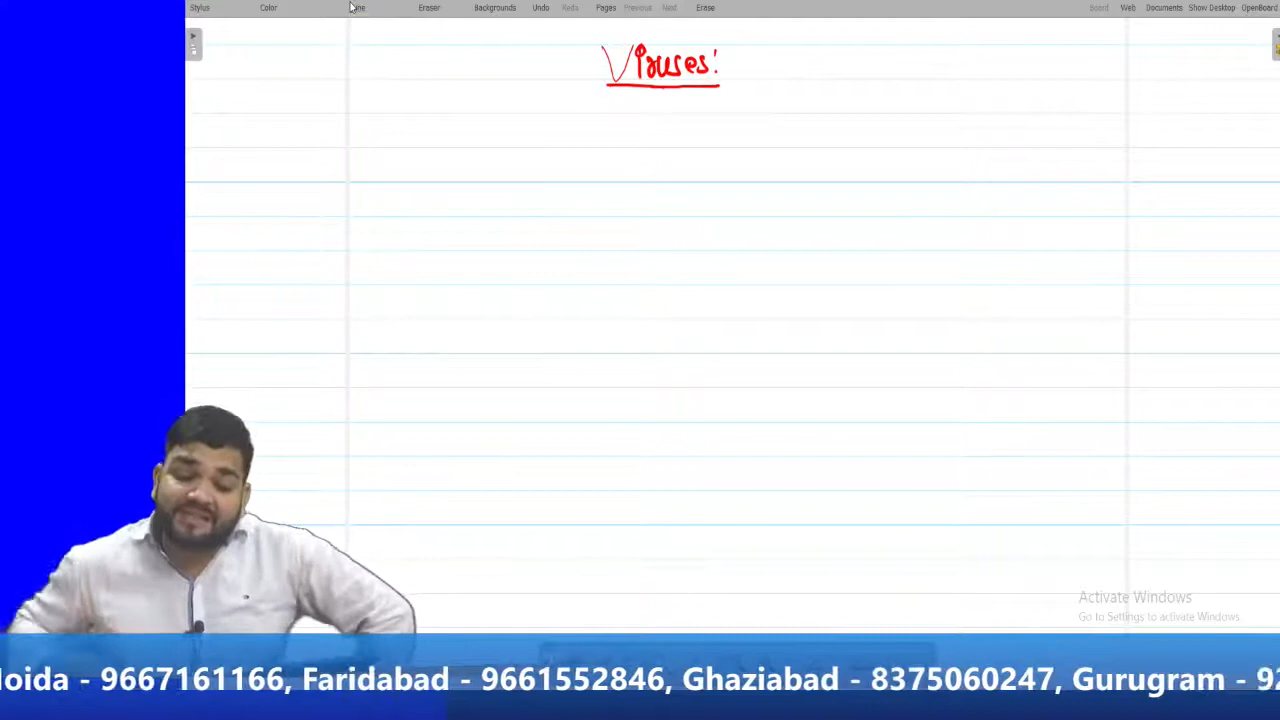 Stylus Color Line Eraser Backgrounds Undo Redo Pages Previous Next Erase Board Web Documents Show Desktop OpenBoard
Viruses:
Activate Windows
Go to Settings to activate Windows.
Noida - 9667161166, Faridabad - 9661552846, Ghaziabad - 8375060247, Gurugram - 92